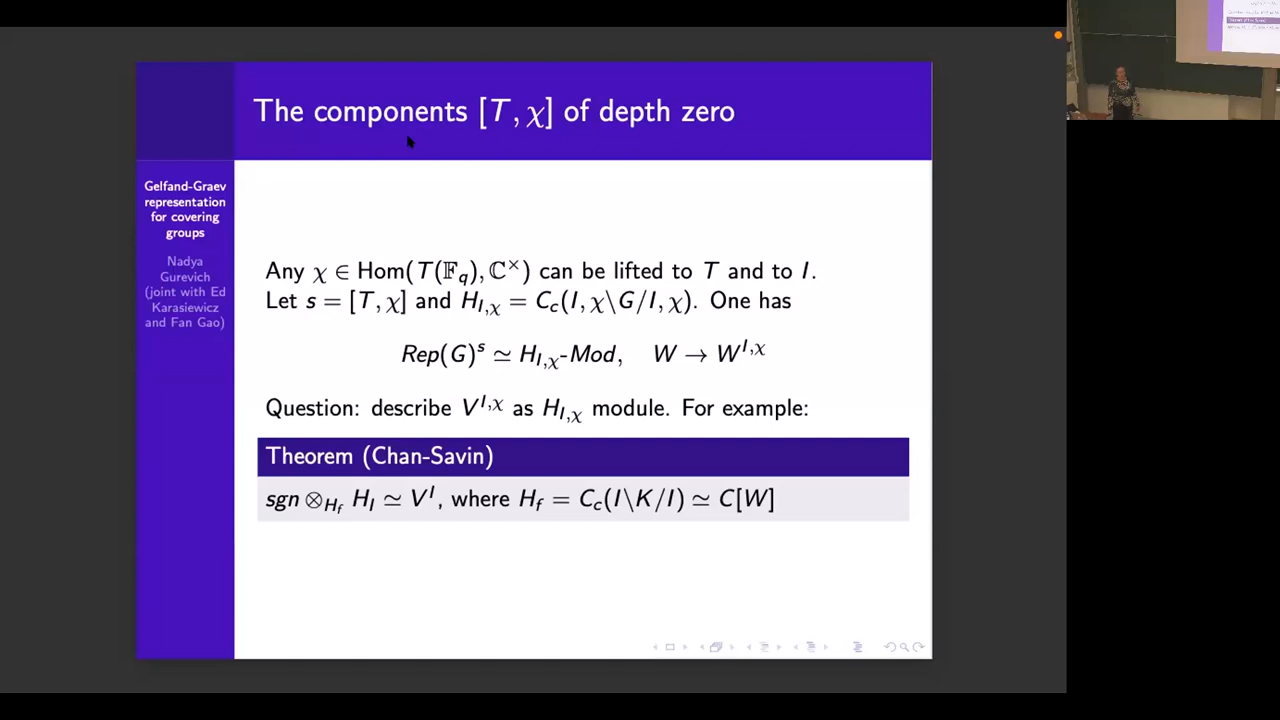 The components [T, χ] of depth zero
Gelfand-Graev
representation
for covering
groups
Nadya
Gurevich
(joint with Ed
Karasiewicz
and Fan Gao)
Any χ ∈ Hom(T(𝔽_q), ℂ^×) can be lifted to T and to I.
Let s = [T, χ] and H_{I,χ} = C_c(I, χ\G/I, χ). One has
Rep(G)^s ≃ H_{I,χ}-Mod, W → W^{I,χ}
Question: describe V^{I,χ} as H_{I,χ} module. For example:
Theorem (Chan-Savin)
sgn ⊗_{H_f} H_I ≃ V^I, where H_f = C_c(I\K/I) ≃ C[W]